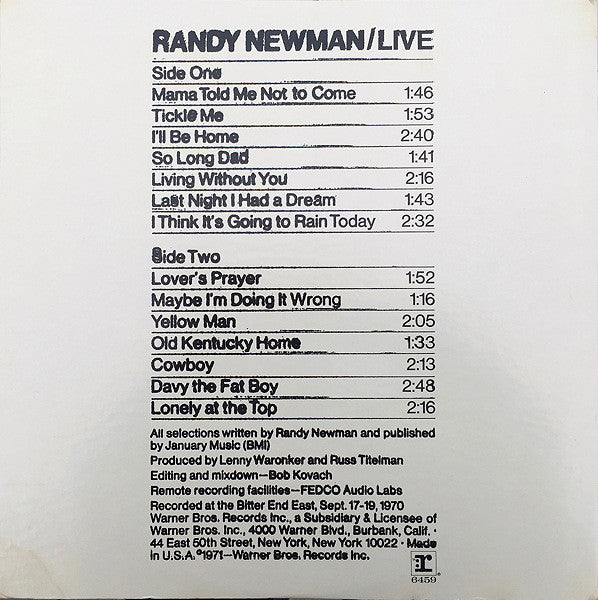 RANDY NEWMAN/LIVE
Side One
Mama Told Me Not to Come 1:46
Tickle Me 1:53
I'll Be Home 2:40
So Long Dad 1:41
Living Without You 2:16
Last Night I Had a Dream 1:43
I Think It's Going to Rain Today 2:32
Side Two
Lover's Prayer 1:52
Maybe I'm Doing It Wrong 1:16
Yellow Man 2:05
Old Kentucky Home 1:33
Cowboy 2:13
Davy the Fat Boy 2:48
Lonely at the Top 2:16
All selections written by Randy Newman and published
by January Music (BMI)
Produced by Lenny Waronker and Russ Titelman
Editing and mixdown—Bob Kovach
Remote recording facilities—FEDCO Audio Labs
Recorded at the Bitter End East, Sept. 17-19, 1970
Warner Bros. Records Inc., a Subsidiary & Licensee of
Warner Bros. Inc., 4000 Warner Blvd., Burbank, Calif. ·
44 East 50th Street, New York, New York 10022 · Made
in U.S.A. ©1971—Warner Bros. Records Inc.
r:
6459